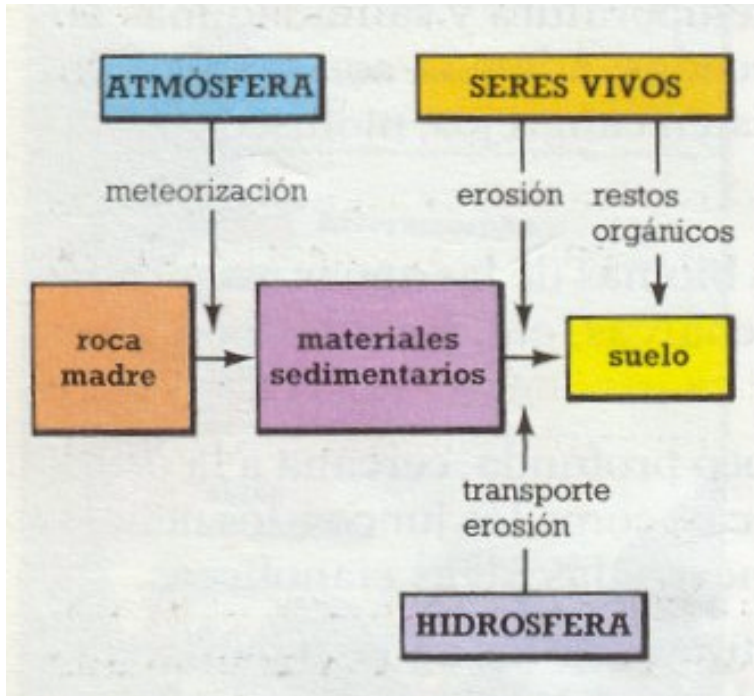 ATMÓSFERA
SERES VIVOS
meteorización
erosión
restos
orgánicos
roca
madre
materiales
sedimentarios
suelo
transporte
erosión
HIDROSFERA